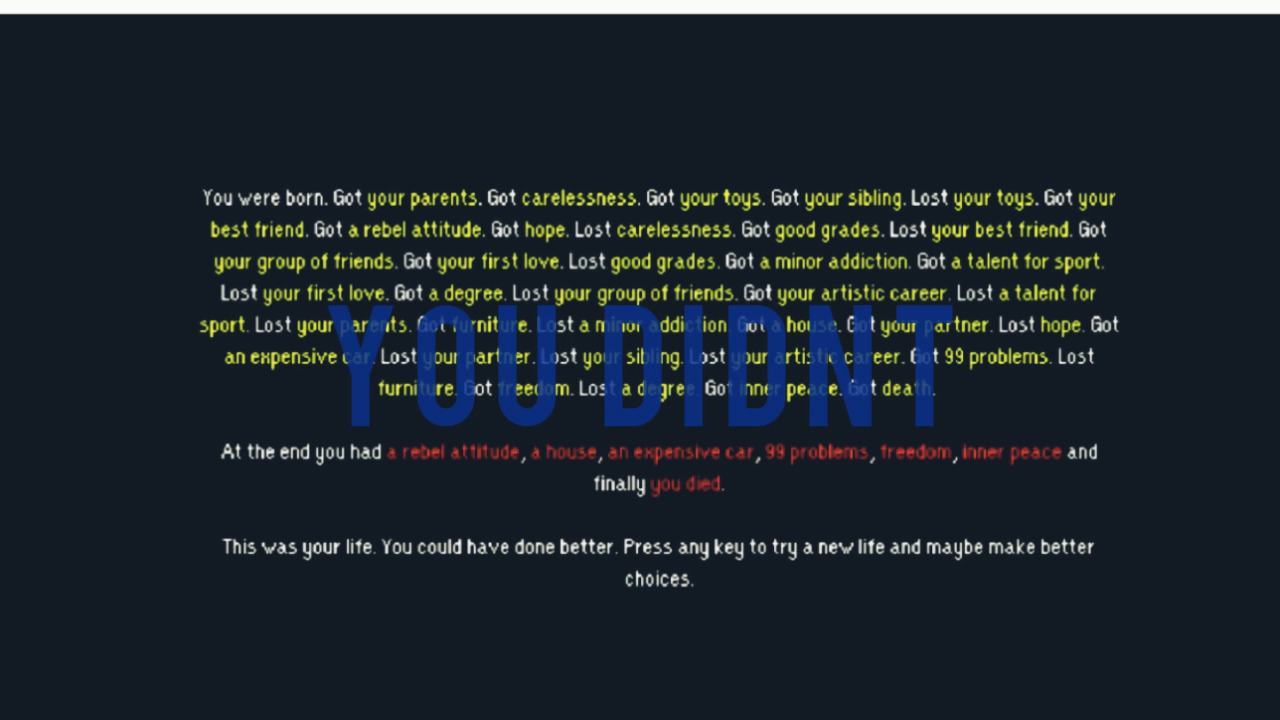 You were born. Got your parents. Got carelessness. Got your toys. Got your sibling. Lost your toys. Got your
best friend. Got a rebel attitude. Got hope. Lost carelessness. Got good grades. Lost your best friend. Got
your group of friends. Got your first love. Lost good grades. Got a minor addiction. Got a talent for sport.
Lost your first love. Got a degree. Lost your group of friends. Got your artistic career. Lost a talent for
sport. Lost your parents. Got furniture. Lost a minor addiction. Got a house. Got your partner. Lost hope. Got
an expensive car. Lost your partner. Lost your sibling. Lost your artistic career. Got 99 problems. Lost
furniture. Got freedom. Lost a degree. Got inner peace. Got death.
YOU DIDNT
At the end you had a rebel attitude, a house, an expensive car, 99 problems, freedom, inner peace and
finally you died.
This was your life. You could have done better. Press any key to try a new life and maybe make better
choices.